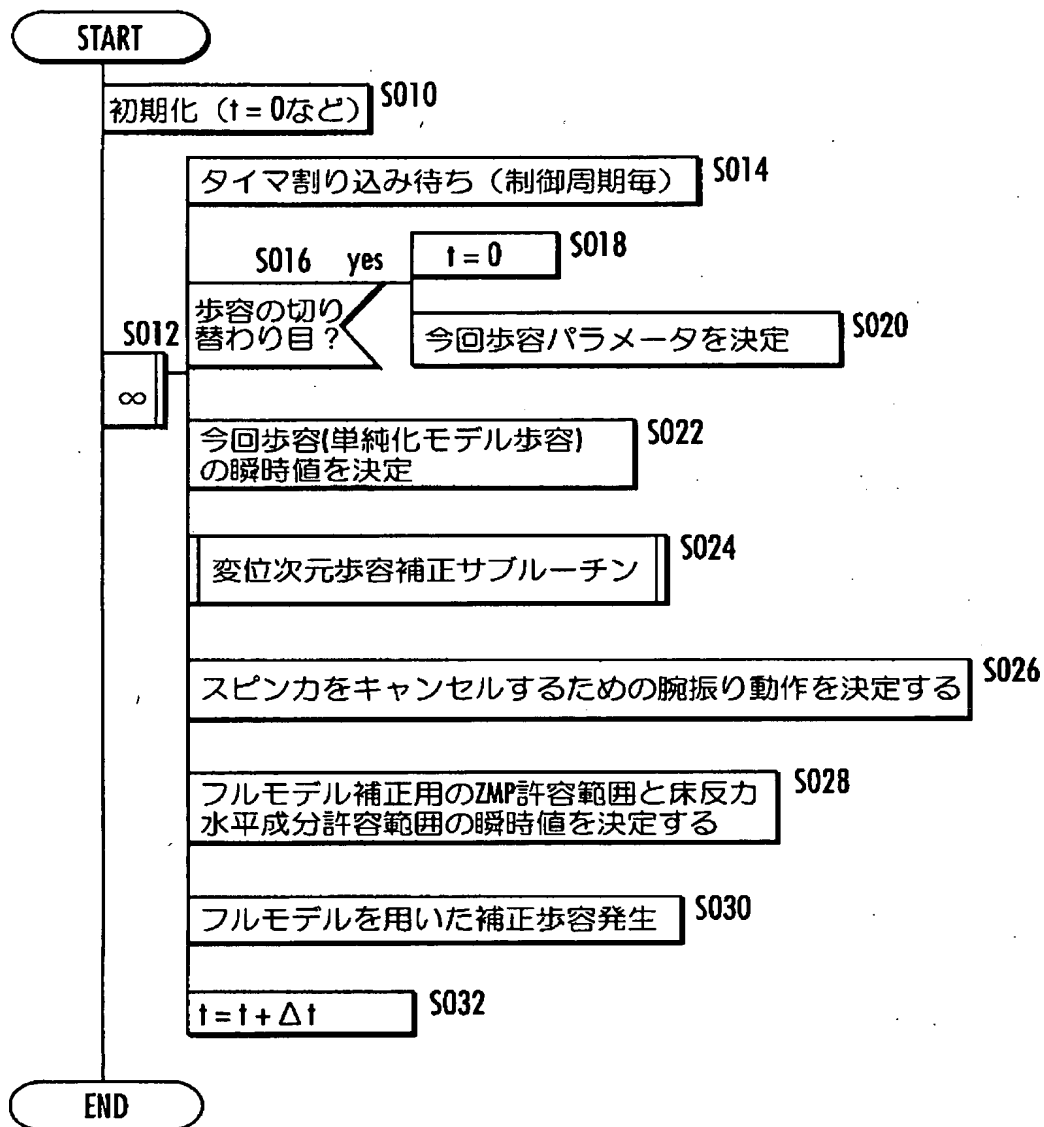 START
初期化（t = 0など）
S010
タイマ割り込み待ち（制御周期毎）
S014
S016 yes
t = 0
S018
歩容の切り
替わり目？
今回歩容パラメータを決定
S020
S012
∞
今回歩容(単純化モデル歩容)
の瞬時値を決定
S022
変位次元歩容補正サブルーチン
S024
スピン力をキャンセルするための腕振り動作を決定する
S026
フルモデル補正用のZMP許容範囲と床反力
水平成分許容範囲の瞬時値を決定する
S028
フルモデルを用いた補正歩容発生
S030
t = t + Δ t
S032
END